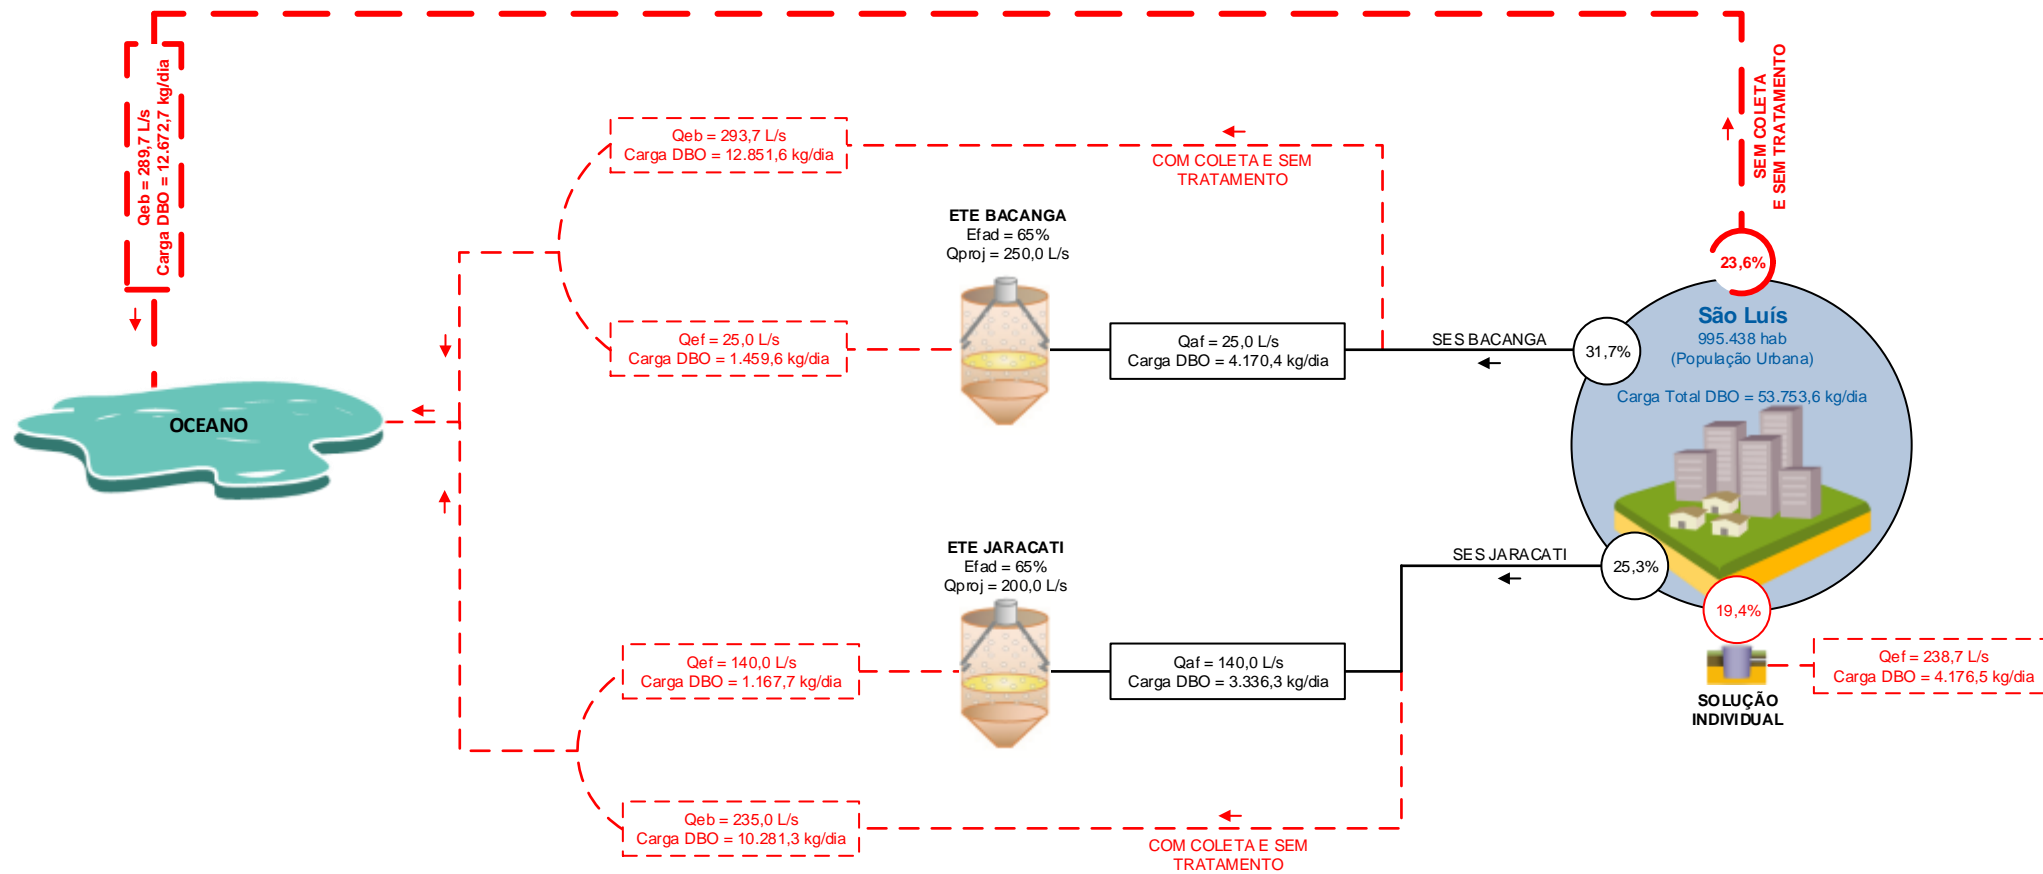 Qeb = 289,7 L/s
Carga DBO = 12.672,7 kg/dia
SEM COLETA
E SEM TRATAMENTO
Qeb = 293,7 L/s
Carga DBO = 12.851,6 kg/dia
COM COLETA E SEM
TRATAMENTO
ETE BACANGA
Efad = 65%
Qproj = 250,0 L/s
23,6%
São Luís
995.438 hab
(População Urbana)
Carga Total DBO = 53.753,6 kg/dia
Qef = 25,0 L/s
Carga DBO = 1.459,6 kg/dia
Qaf = 25,0 L/s
Carga DBO = 4.170,4 kg/dia
SES BACANGA
31,7%
OCEANO
ETE JARACATI
Efad = 65%
Qproj = 200,0 L/s
SES JARACATI
25,3%
19,4%
Qef = 140,0 L/s
Carga DBO = 1.167,7 kg/dia
Qaf = 140,0 L/s
Carga DBO = 3.336,3 kg/dia
Qef = 238,7 L/s
Carga DBO = 4.176,5 kg/dia
SOLUÇÃO
INDIVIDUAL
Qeb = 235,0 L/s
Carga DBO = 10.281,3 kg/dia
COM COLETA E SEM
TRATAMENTO